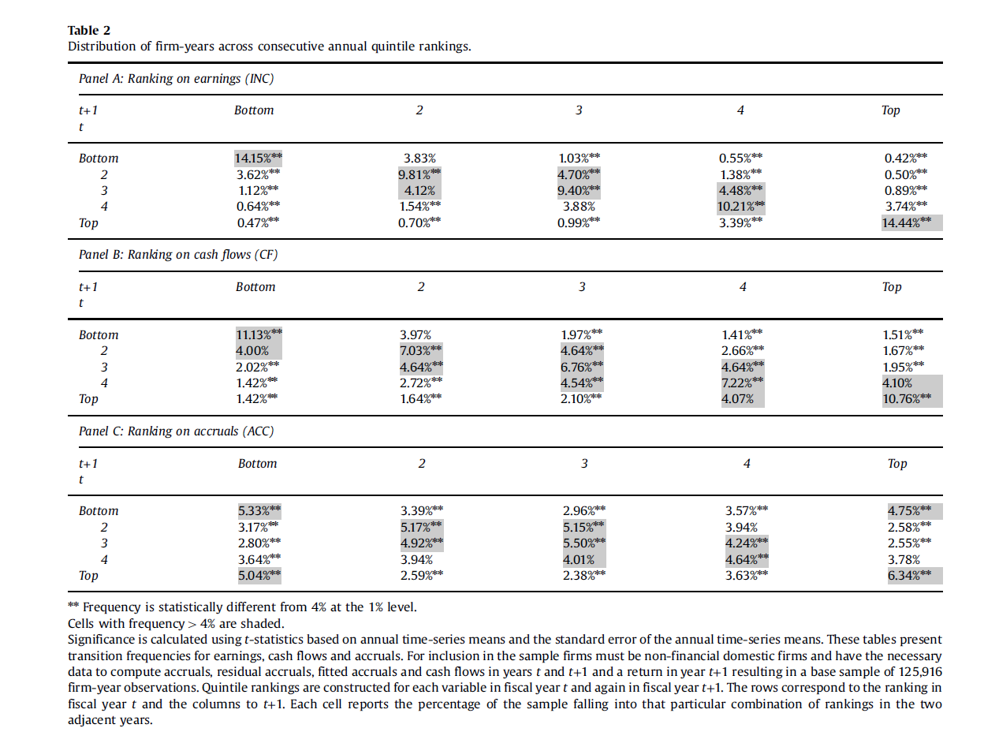 Table 2
Distribution of firm-years across consecutive annual quintile rankings.
Panel A: Ranking on earnings (INC)
t+1 Bottom 2 3 4 Top
t
Bottom 14.15%** 3.83% 1.03%** 0.55%** 0.42%**
2 3.62%** 9.81%** 4.70%** 1.38%** 0.50%**
3 1.12%** 4.12% 9.40%** 4.48%** 0.89%**
4 0.64%** 1.54%** 3.88% 10.21%** 3.74%**
Top 0.47%** 0.70%** 0.99%** 3.39%** 14.44%**
Panel B: Ranking on cash flows (CF)
t+1 Bottom 2 3 4 Top
t
Bottom 11.13%** 3.97% 1.97%** 1.41%** 1.51%**
2 4.00% 7.03%** 4.64%** 2.66%** 1.67%**
3 2.02%** 4.64%** 6.76%** 4.64%** 1.95%**
4 1.42%** 2.72%** 4.54%** 7.22%** 4.10%
Top 1.42%** 1.64%** 2.10%** 4.07% 10.76%**
Panel C: Ranking on accruals (ACC)
t+1 Bottom 2 3 4 Top
t
Bottom 5.33%** 3.39%** 2.96%** 3.57%** 4.75%**
2 3.17%** 5.17%** 5.15%** 3.94% 2.58%**
3 2.80%** 4.92%** 5.50%** 4.24%** 2.55%**
4 3.64%** 3.94% 4.01% 4.64%** 3.78%
Top 5.04%** 2.59%** 2.38%** 3.63%** 6.34%**
** Frequency is statistically different from 4% at the 1% level.
Cells with frequency > 4% are shaded.
Significance is calculated using t-statistics based on annual time-series means and the standard error of the annual time-series means. These tables present
transition frequencies for earnings, cash flows and accruals. For inclusion in the sample firms must be non-financial domestic firms and have the necessary
data to compute accruals, residual accruals, fitted accruals and cash flows in years t and t+1 and a return in year t+1 resulting in a base sample of 125,916
firm-year observations. Quintile rankings are constructed for each variable in fiscal year t and again in fiscal year t+1. The rows correspond to the ranking in
fiscal year t and the columns to t+1. Each cell reports the percentage of the sample falling into that particular combination of rankings in the two
adjacent years.